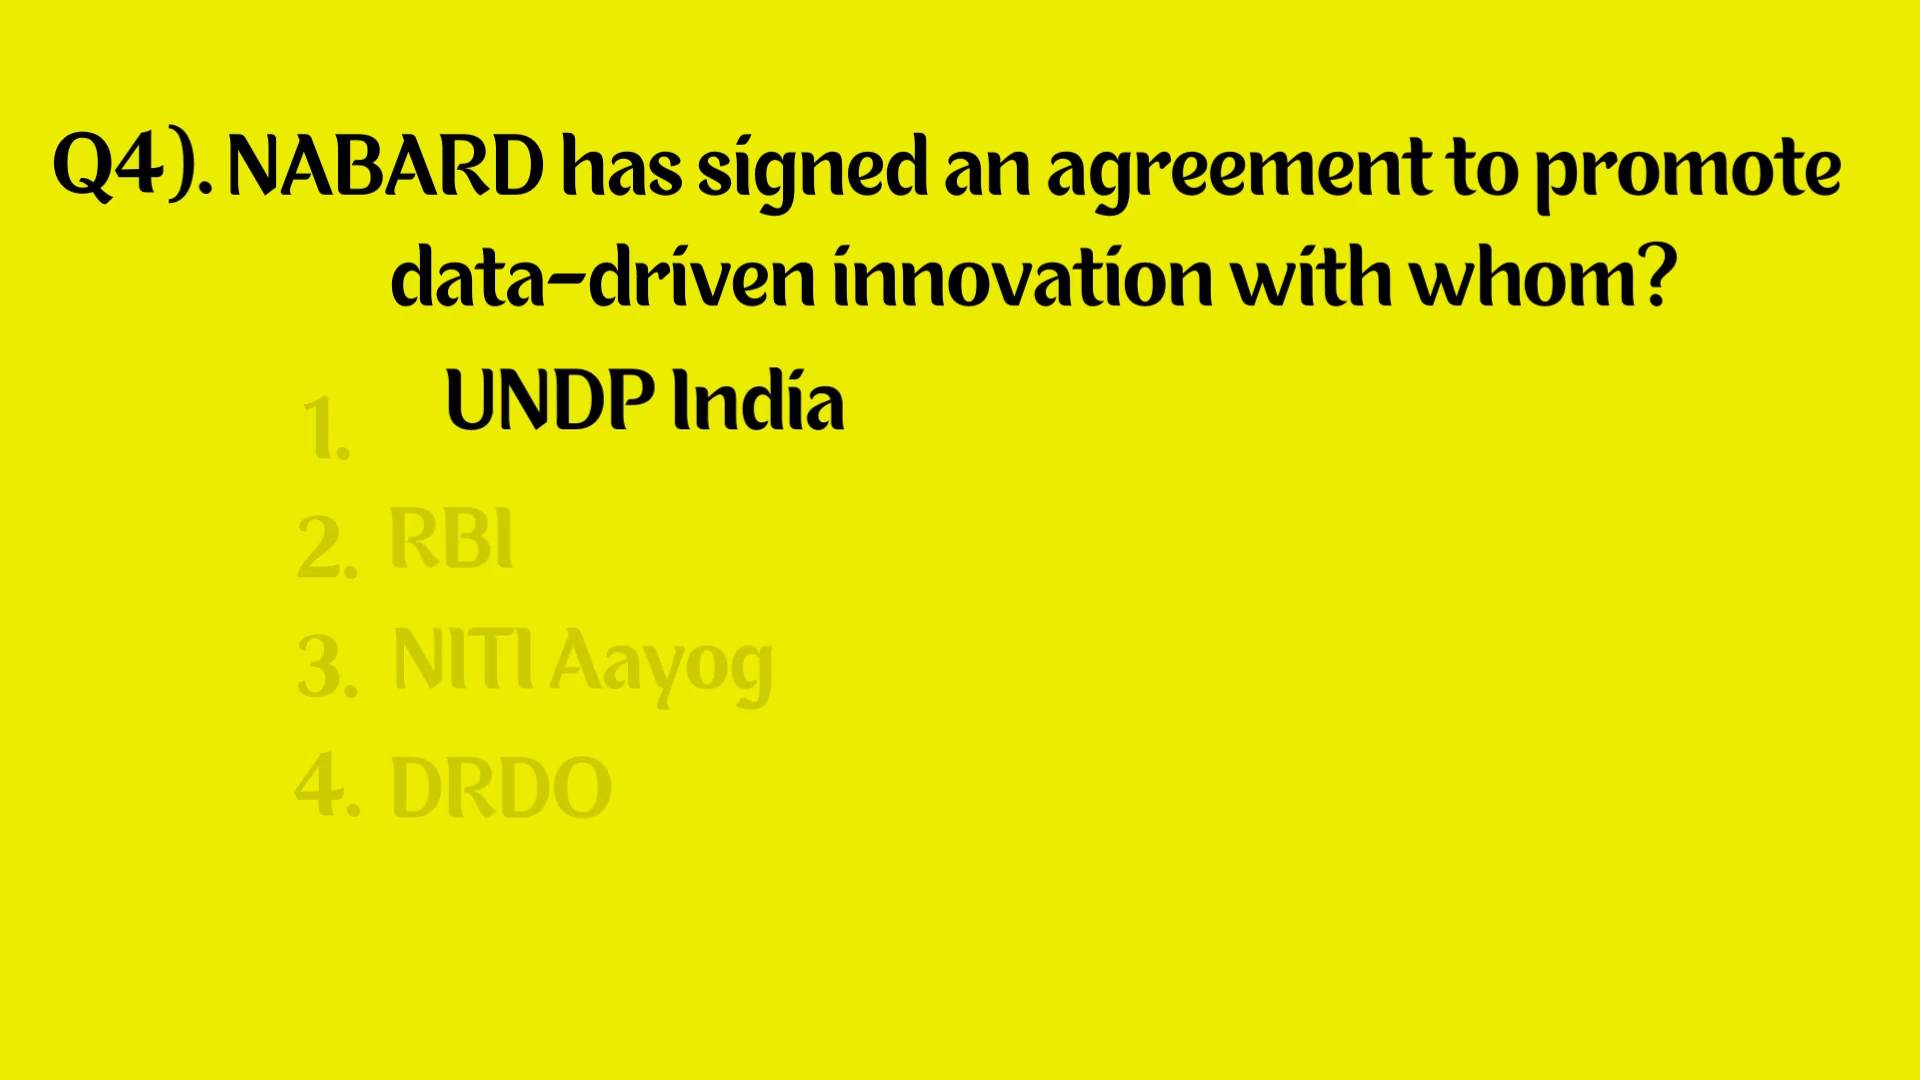 Q4). NABARD has signed an agreement to promote
data-driven innovation with whom?
1. UNDP India
2. RBI
3. NITI Aayog
4. DRDO